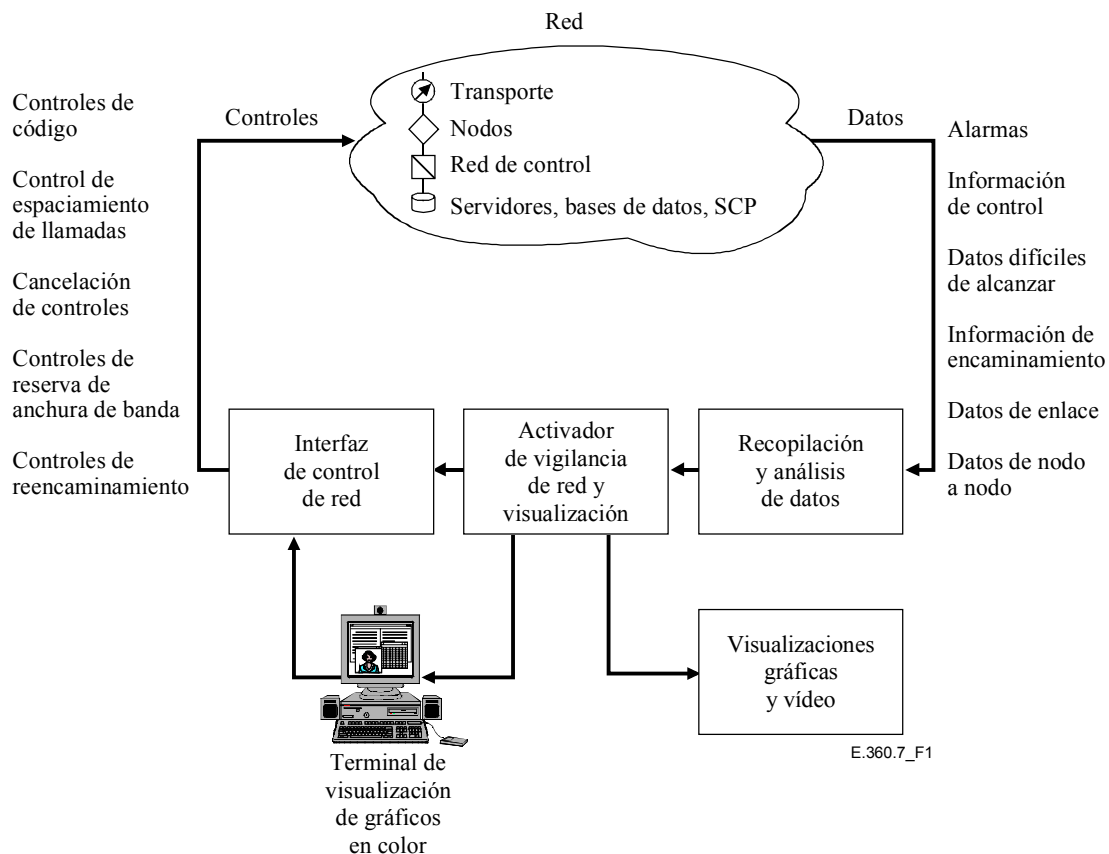 Red
Transporte
Nodos
Red de control
Servidores, bases de datos, SCP
Controles
Datos
Controles de
código
Control de
espaciamiento
de llamadas
Cancelación
de controles
Controles de
reserva de
anchura de banda
Controles de
reencaminamiento
Alarmas
Información
de control
Datos difíciles
de alcanzar
Información de
encaminamiento
Datos de enlace
Datos de nodo
a nodo
Interfaz
de control
de red
Activador
de vigilancia
de red y
visualización
Recopilación
y análisis
de datos
Visualizaciones
gráficas
y vídeo
Terminal de
visualización
de gráficos
en color
E.360.7_F1